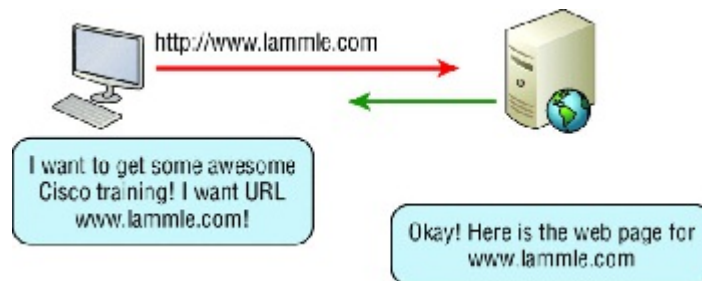 http://www.lammle.com
I want to get some awesome
Cisco training! I want URL
www.lammle.com!
Okay! Here is the web page for
www.lammle.com